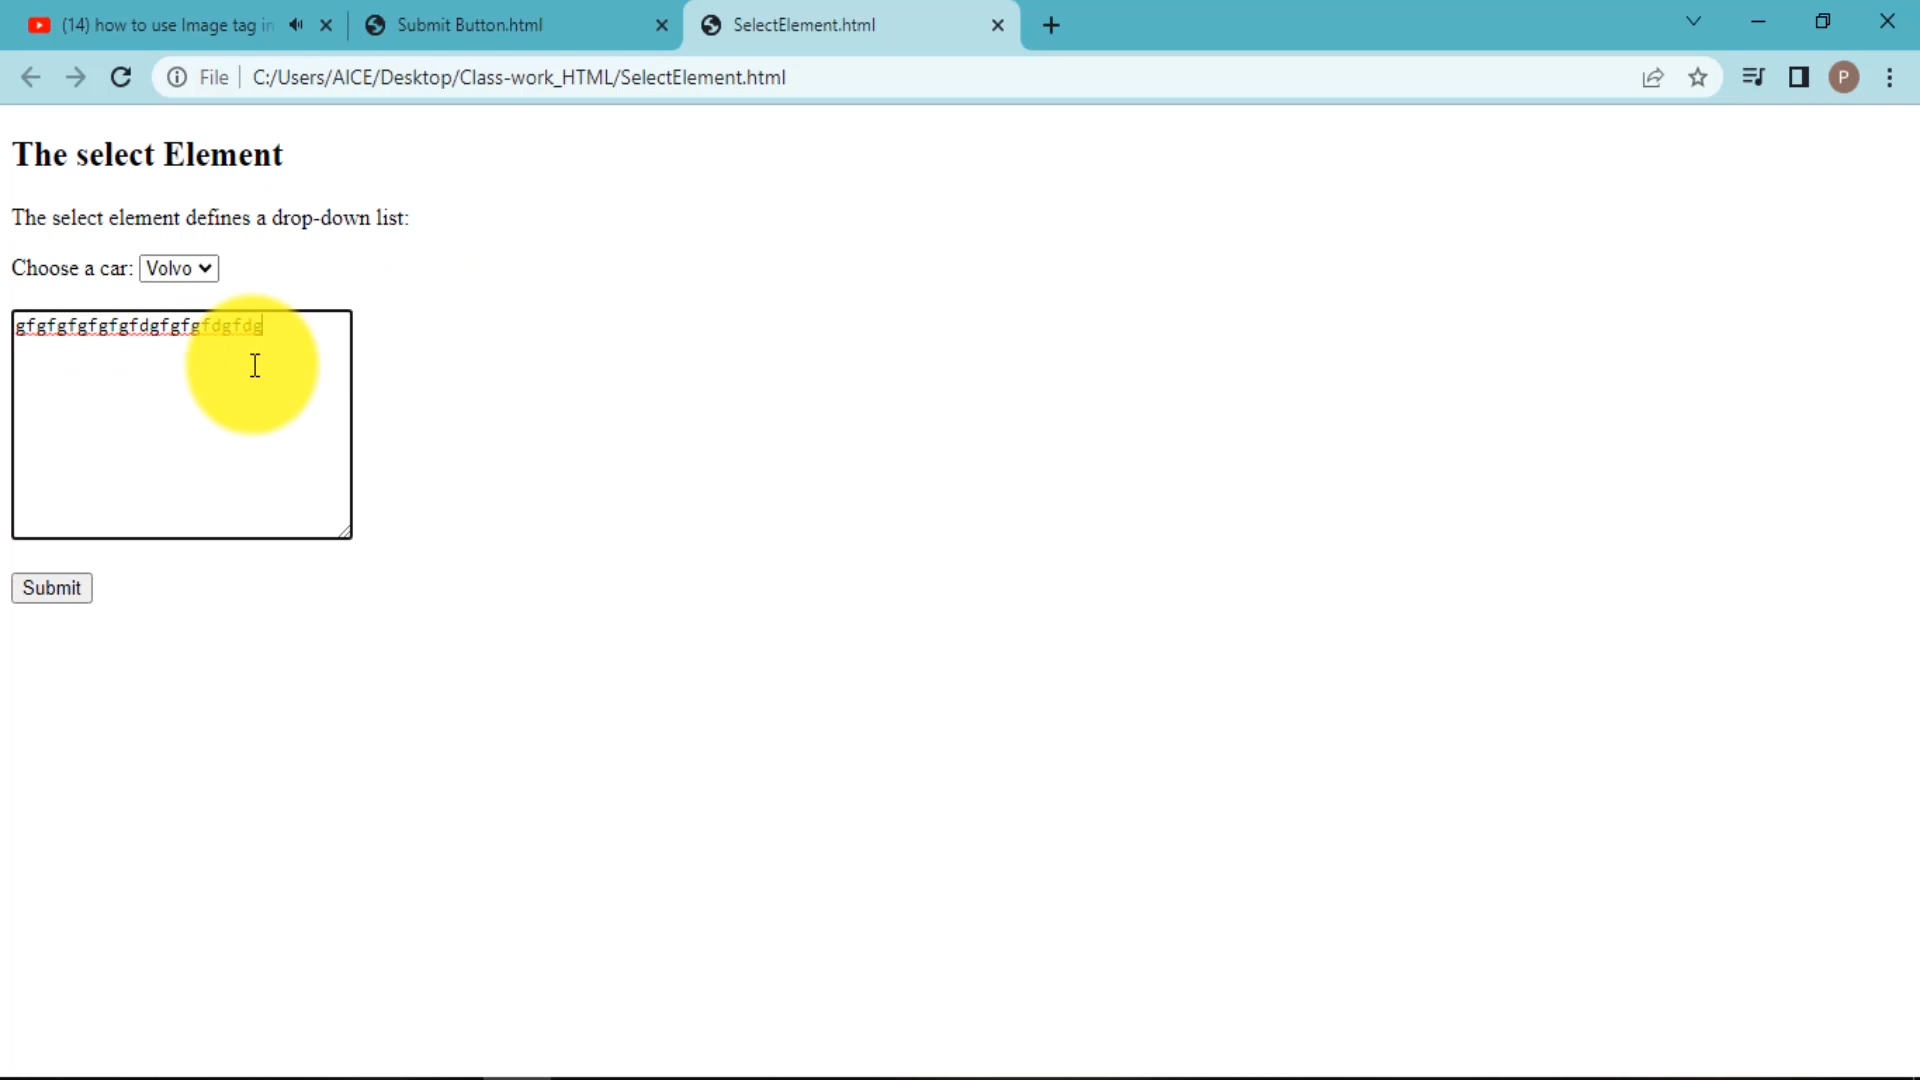 (14) how to use Image tag in
Submit Button.html
SelectElement.html
File
C:/Users/AICE/Desktop/Class-work_HTML/SelectElement.html
P
The select Element
The select element defines a drop-down list:
Choose a car: Volvo
gfgfgfgfgfgfdgfgfgfdgfdg
Submit